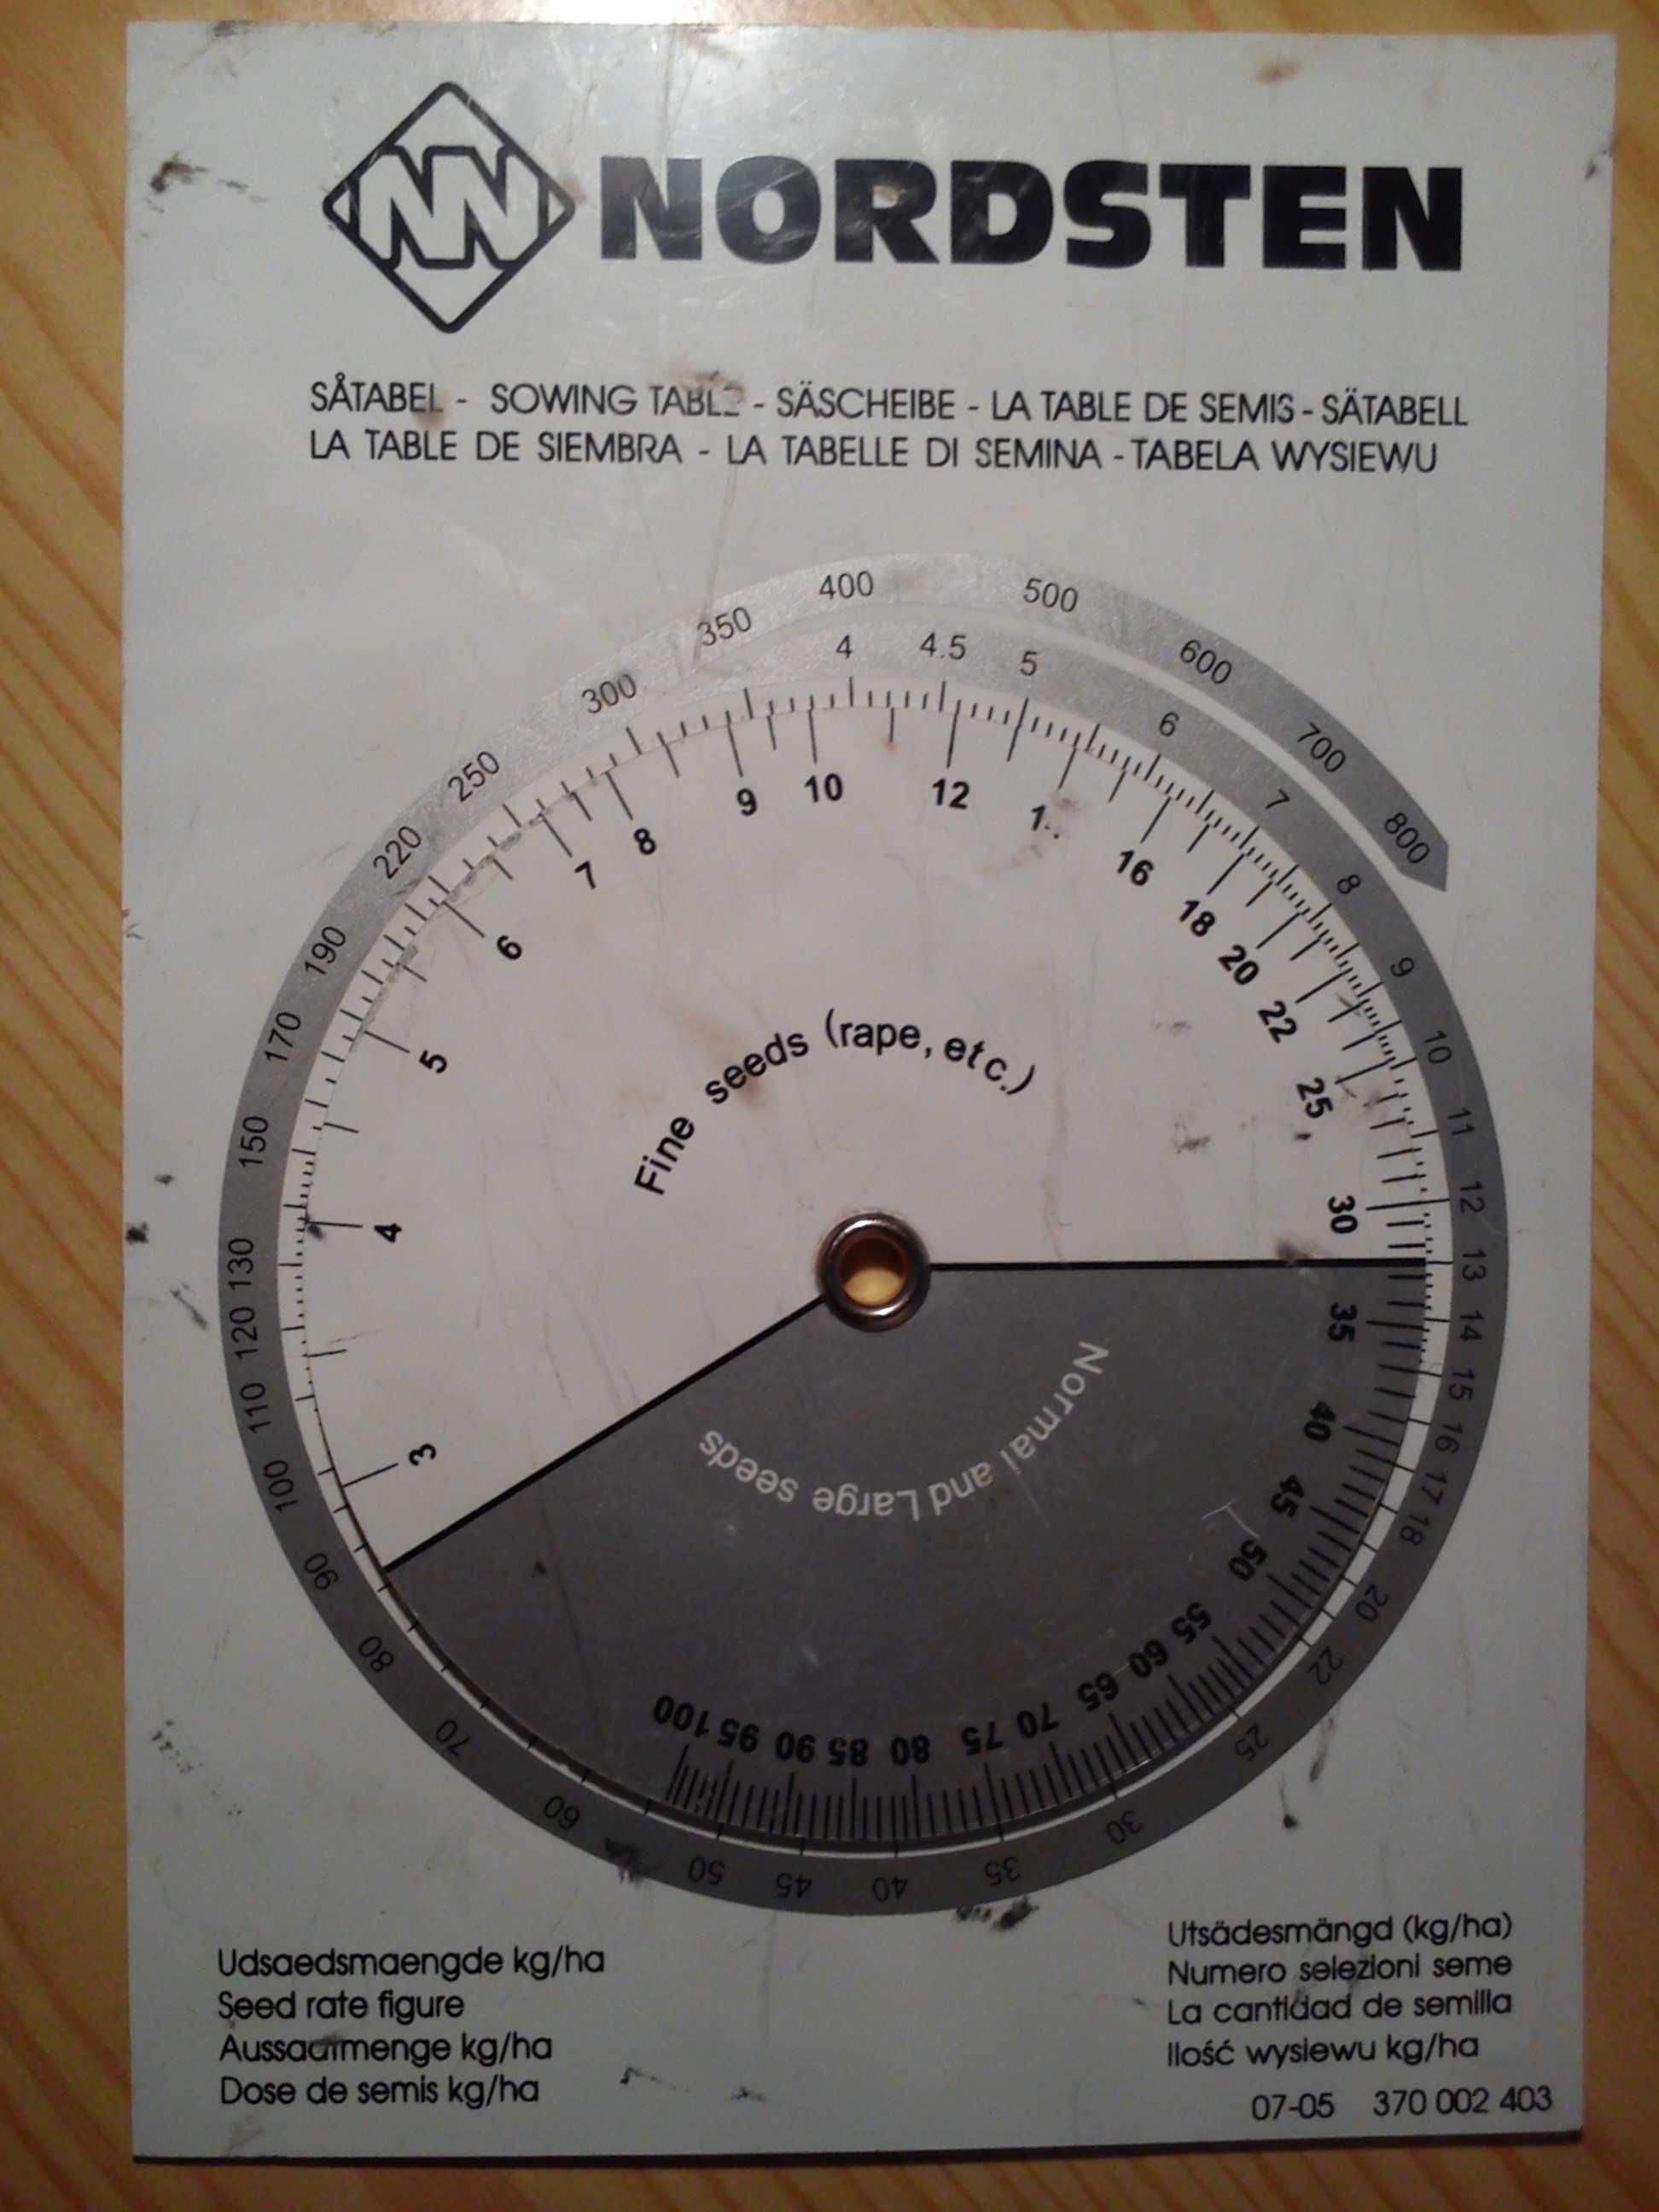 NORDSTEN
SÅTABEL - SOWING TABLE - SÄSCHEIBE - LA TABLE DE SEMIS - SÄTABELL
LA TABLE DE SIEMBRA - LA TABELLE DI SEMINA - TABELA WYSIEWU
90 100 110 120 130 150 170 190 220 250 300 350 400 500 600 700 800
4 4.5 5 6 7 8 9 10 11 12 13 14 15 16 17 18 20 22 25 30 35 40 45 50 60 70 80
3 4 5 6 7 8 9 10 12 16 18 20 22 25 30
35 40 45 50 55 60 65 70 75 80 85 90 95 100
Fine seeds (rape, etc.)
Normal and Large seeds
Udsaedsmaengde kg/ha
Seed rate figure
Aussaatmenge kg/ha
Dose de semis kg/ha
Utsädesmängd (kg/ha)
Numero selezioni seme
La cantidad de semilla
Ilość wysiewu kg/ha
07-05 370 002 403